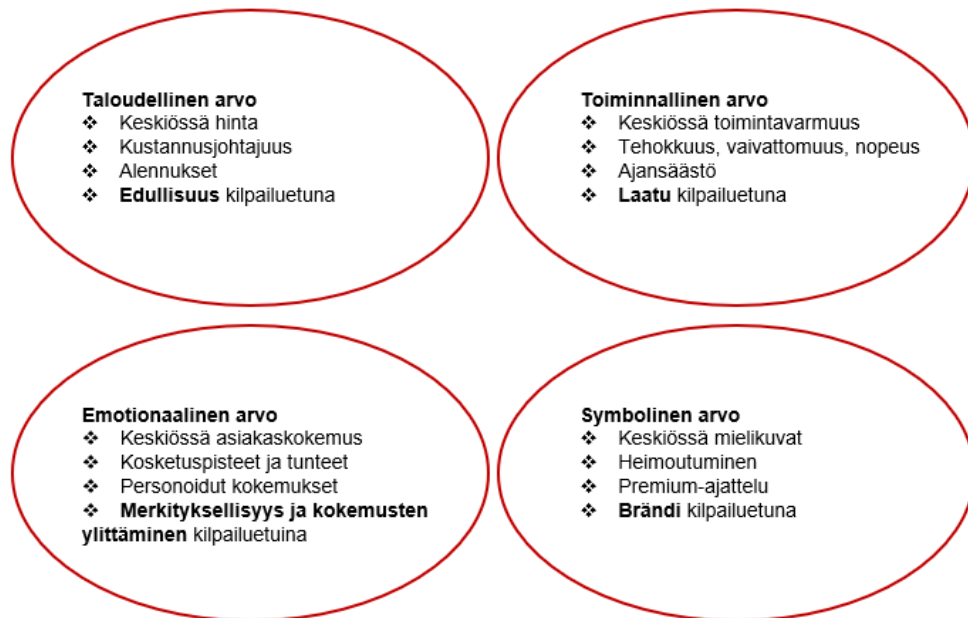 Taloudellinen arvo
❖ Keskiössä hinta
❖ Kustannusjohtajuus
❖ Alennukset
❖ Edullisuus kilpailuetuna
Toiminnallinen arvo
❖ Keskiössä toimintavarmuus
❖ Tehokkuus, vaivattomuus, nopeus
❖ Ajansäästö
❖ Laatu kilpailuetuna
Emotionaalinen arvo
❖ Keskiössä asiakaskokemus
❖ Kosketuspisteet ja tunteet
❖ Personoidut kokemukset
❖ Merkityksellisyys ja kokemusten
ylittäminen kilpailuetuina
Symbolinen arvo
❖ Keskiössä mielikuvat
❖ Heimoutuminen
❖ Premium-ajattelu
❖ Brändi kilpailuetuna